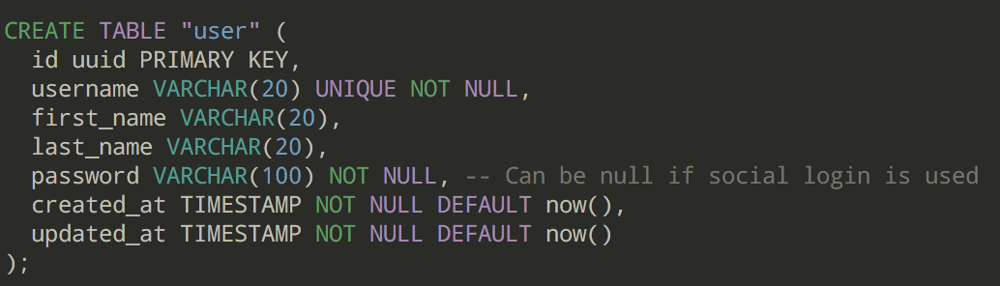 CREATE TABLE "user" (
  id uuid PRIMARY KEY,
  username VARCHAR(20) UNIQUE NOT NULL,
  first_name VARCHAR(20),
  last_name VARCHAR(20),
  password VARCHAR(100) NOT NULL, -- Can be null if social login is used
  created_at TIMESTAMP NOT NULL DEFAULT now(),
  updated_at TIMESTAMP NOT NULL DEFAULT now()
);